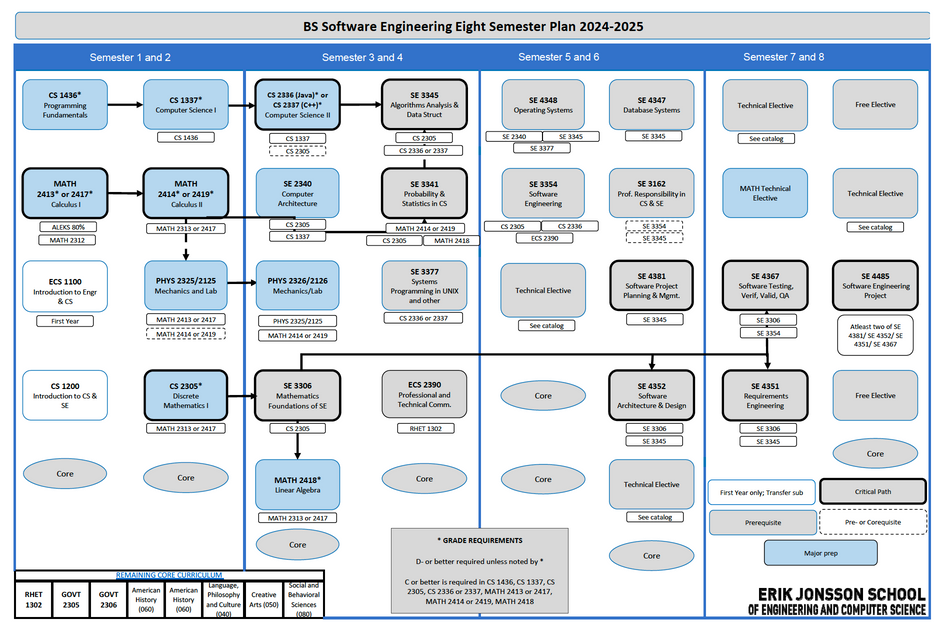 BS Software Engineering Eight Semester Plan 2024-2025
Semester 1 and 2
Semester 3 and 4
Semester 5 and 6
Semester 7 and 8
CS 1436*
Programming
Fundamentals
CS 1337*
Computer Science I
CS 1436
CS 2336 (Java)* or
CS 2337 (C++)*
Computer Science II
CS 1337
CS 2305
SE 3345
Algorithms Analysis &
Data Struct
CS 2305
CS 2336 or 2337
SE 4348
Operating Systems
SE 2340
SE 3345
SE 3377
SE 4347
Database Systems
SE 3345
Technical Elective
See catalog
Free Elective
MATH
2413* or 2417*
Calculus I
ALEKS 80%
MATH 2312
MATH
2414* or 2419*
Calculus II
MATH 2313 or 2417
SE 2340
Computer
Architecture
CS 2305
CS 1337
SE 3341
Probability &
Statistics in CS
MATH 2414 or 2419
CS 2305
MATH 2418
SE 3354
Software
Engineering
CS 2305
CS 2336
ECS 2390
SE 3162
Prof. Responsibility in
CS & SE
SE 3354
SE 3345
MATH Technical
Elective
Technical Elective
See catalog
ECS 1100
Introduction to Engr
& CS
First Year
PHYS 2325/2125
Mechanics and Lab
MATH 2413 or 2417
MATH 2414 or 2419
PHYS 2326/2126
Mechanics/Lab
PHYS 2325/2125
MATH 2414 or 2419
SE 3377
Systems
Programming in UNIX
and other
CS 2336 or 2337
Technical Elective
See catalog
SE 4381
Software Project
Planning & Mgmt.
SE 3345
SE 4367
Software Testing,
Verif, Valid, QA
SE 3306
SE 3354
SE 4485
Software Engineering
Project
Atleast two of SE
4381/ SE 4352/ SE
4351/ SE 4367
CS 1200
Introduction to CS &
SE
CS 2305*
Discrete
Mathematics I
MATH 2313 or 2417
SE 3306
Mathematics
Foundations of SE
CS 2305
ECS 2390
Professional and
Technical Comm.
RHET 1302
Core
SE 4352
Software
Architecture & Design
SE 3306
SE 3345
SE 4351
Requirements
Engineering
SE 3306
SE 3345
Free Elective
Core
Core
Core
MATH 2418*
Linear Algebra
MATH 2313 or 2417
Core
Core
Core
Technical Elective
See catalog
Core
First Year only; Transfer sub
Critical Path
Prerequisite
Pre- or Corequisite
Major prep
* GRADE REQUIREMENTS
D- or better required unless noted by *
C or better is required in CS 1436, CS 1337, CS
2305, CS 2336 or 2337, MATH 2413 or 2417,
MATH 2414 or 2419, MATH 2418
REMAINING CORE CURRICULUM
RHET
1302
GOVT
2305
GOVT
2306
American
History
(060)
American
History
(060)
Language,
Philosophy
and Culture
(040)
Creative
Arts (050)
Social and
Behavioral
Sciences
(080)
ERIK JONSSON SCHOOL
OF ENGINEERING AND COMPUTER SCIENCE